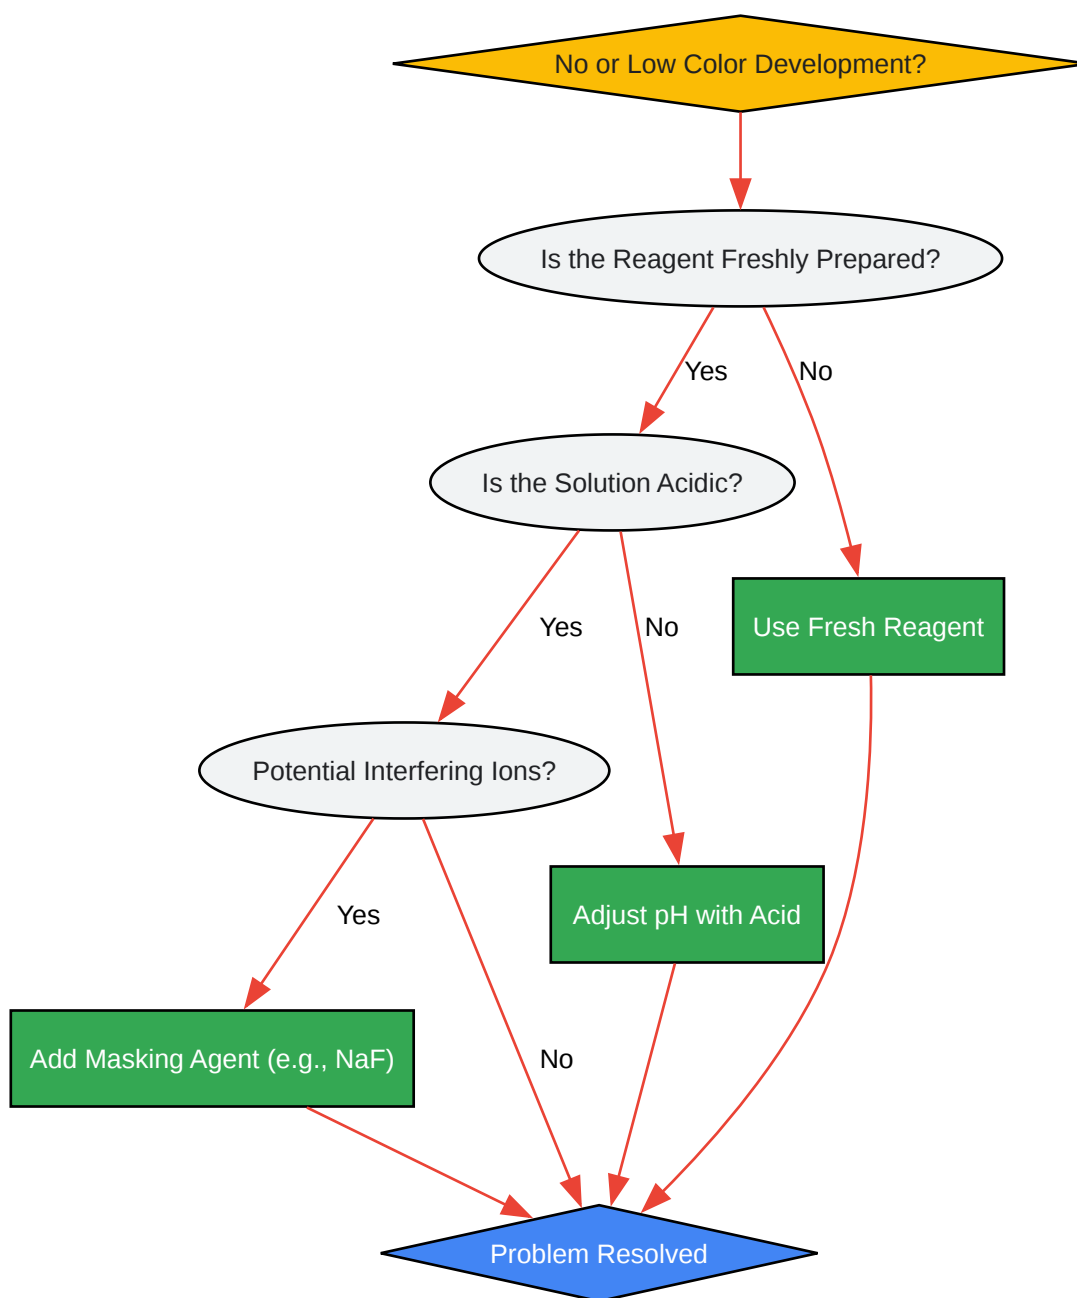 No or Low Color Development?
Is the Reagent Freshly Prepared?
Yes
No
Is the Solution Acidic?
Yes
No
Use Fresh Reagent
Potential Interfering Ions?
Yes
Adjust pH with Acid
Add Masking Agent (e.g., NaF)
No
Problem Resolved